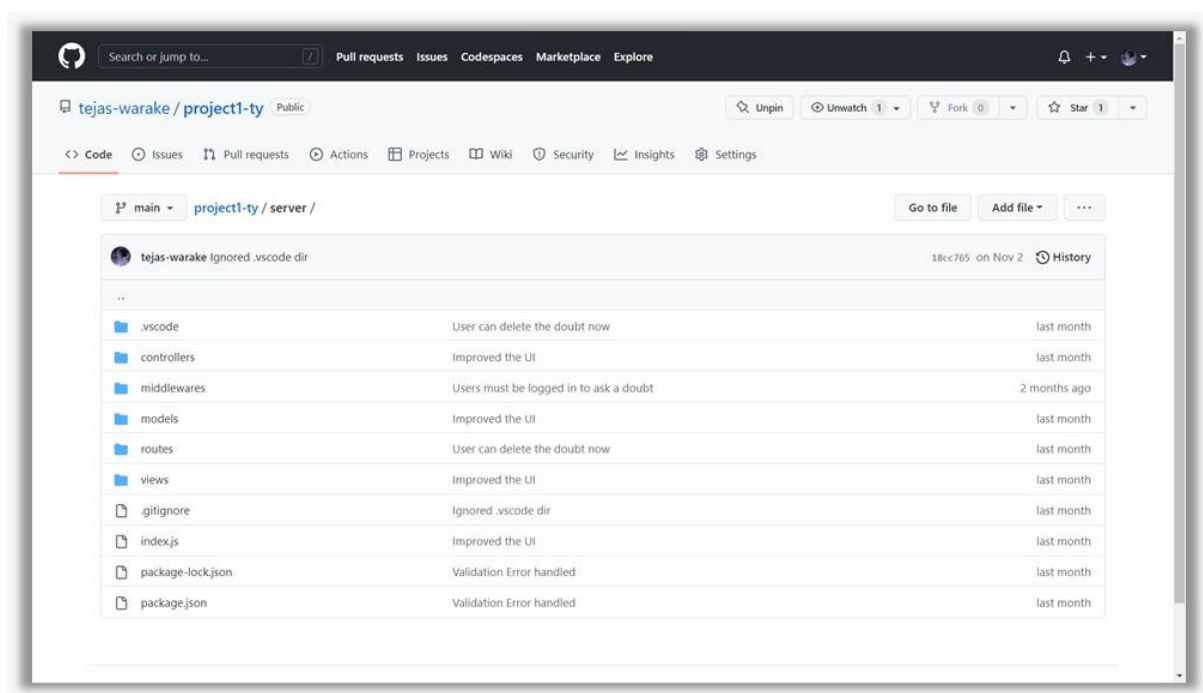 Search or jump to... /
Pull requests Issues Codespaces Marketplace Explore
tejas-warake / project1-ty Public
Unpin Unwatch 1 Fork 0 Star 1
<> Code Issues Pull requests Actions Projects Wiki Security Insights Settings
main project1-ty / server /
Go to file Add file ...
tejas-warake Ignored .vscode dir 18cc765 on Nov 2 History
..
.vscode User can delete the doubt now last month
controllers Improved the UI last month
middlewares Users must be logged in to ask a doubt 2 months ago
models Improved the UI last month
routes User can delete the doubt now last month
views Improved the UI last month
.gitignore Ignored .vscode dir last month
index.js Improved the UI last month
package-lock.json Validation Error handled last month
package.json Validation Error handled last month